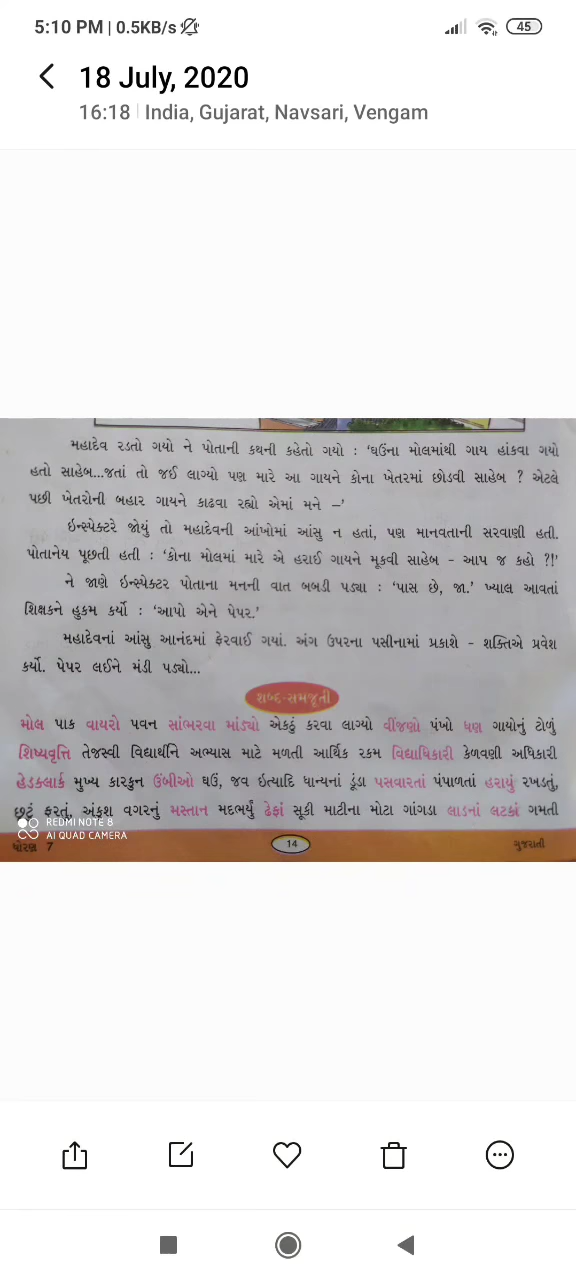 5:10 PM | 0.5KB/s
45
18 July, 2020
16:18 India, Gujarat, Navsari, Vengam
મહાદેવ રડતો ગયો ને પોતાની કથની કહેતો ગયો : ‘ઘઉંના મોલમાંથી ગાય હાંકવા ગયો
હતો સાહેબ...જતાં તો જઈ લાગ્યો પણ મારે આ ગાયને કોના ખેતરમાં છોડવી સાહેબ ? એટલે
પછી ખેતરોની બહાર ગાયને કાઢવા રહ્યો એમાં મને –’
ઇન્સ્પેક્ટરે જોયું તો મહાદેવની આંખોમાં આંસુ ન હતાં, પણ માનવતાની સરવાણી હતી.
પોતાનેય પૂછતી હતી : ‘કોના મોલમાં મારે એ હરાઈ ગાયને મૂકવી સાહેબ - આપ જ કહો ?!’
ને જાણે ઇન્સ્પેક્ટર પોતાના મનની વાત બબડી પડ્યા : ‘પાસ છે, જા.’ ખ્યાલ આવતાં
શિક્ષકને હુકમ કર્યો : ‘આપો એને પેપર.’
મહાદેવનાં આંસુ આનંદમાં ફેરવાઈ ગયાં. અંગ ઉપરના પસીનામાં પ્રકાશે - શક્તિએ પ્રવેશ
કર્યો. પેપર લઈને મંડી પડ્યો...
શબ્દ-સમજૂતી
મોલ પાક વાયરો પવન સાંભરવા માંડ્યો એકઠું કરવા લાગ્યો વીંજણો પંખો ધણ ગાયોનું ટોળું
શિષ્યવૃત્તિ તેજસ્વી વિદ્યાર્થીને અભ્યાસ માટે મળતી આર્થિક રકમ વિદ્યાધિકારી કેળવણી અધિકારી
હેડક્લાર્ક મુખ્ય કારકુન ઉંબીઓ ઘઉં, જવ ઇત્યાદિ ધાન્યનાં ડૂંડા પસવારતાં પંપાળતાં હરાયું રખડતું,
છૂટું ફરતું, અંકુશ વગરનું મસ્તાન મદભર્યું ઢેફાં સૂકી માટીના મોટા ગાંગડા લાડનાં લટકાં ગમતી
REDMI NOTE 8
AI QUAD CAMERA
ધોરણ 7
14
ગુજરાતી